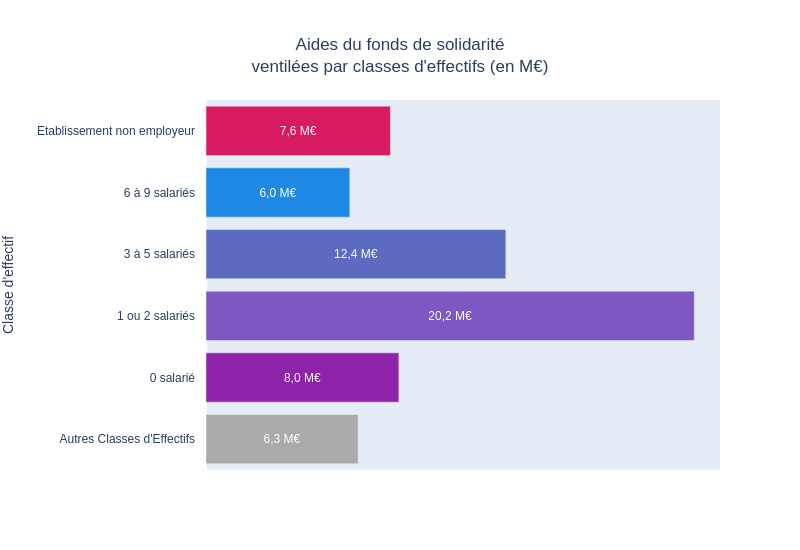 Aides du fonds de solidarité
ventilées par classes d'effectifs (en M€)
Classe d'effectif
Etablissement non employeur
7,6 M€
6 à 9 salariés
6,0 M€
3 à 5 salariés
12,4 M€
1 ou 2 salariés
20,2 M€
0 salarié
8,0 M€
Autres Classes d'Effectifs
6,3 M€